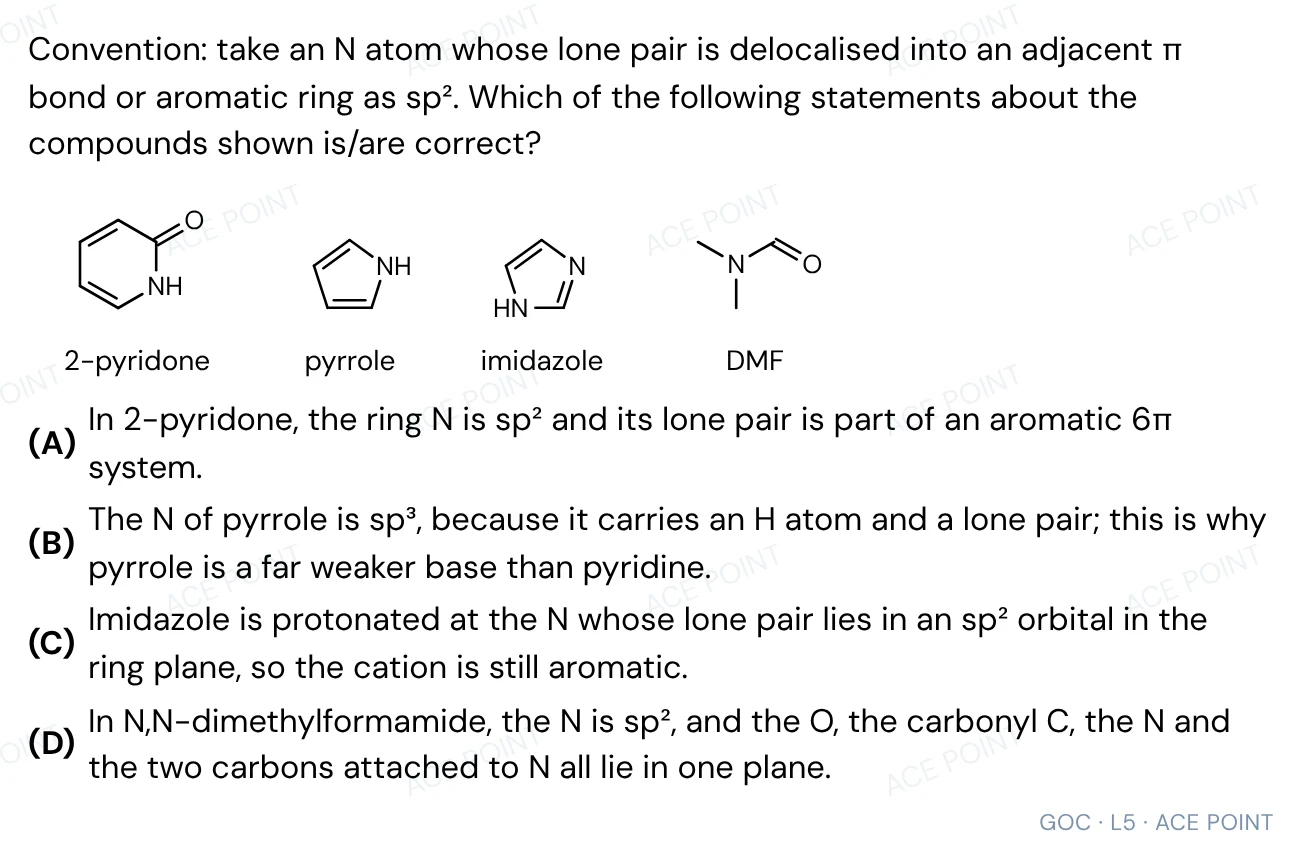 Convention: take an N atom whose lone pair is delocalised into an adjacent π
bond or aromatic ring as sp². Which of the following statements about the
compounds shown is/are correct?
O
NH
NH
N
HN
N
O
2-pyridone
pyrrole
imidazole
DMF
(A) In 2-pyridone, the ring N is sp² and its lone pair is part of an aromatic 6π
system.
(B) The N of pyrrole is sp³, because it carries an H atom and a lone pair; this is why
pyrrole is a far weaker base than pyridine.
(C) Imidazole is protonated at the N whose lone pair lies in an sp² orbital in the
ring plane, so the cation is still aromatic.
(D) In N,N-dimethylformamide, the N is sp², and the O, the carbonyl C, the N and
the two carbons attached to N all lie in one plane.
GOC · L5 · ACE POINT
ACE POINT